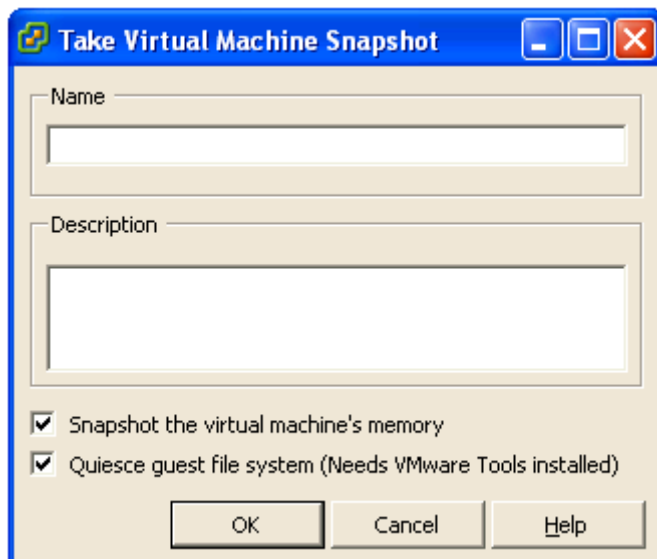 Take Virtual Machine Snapshot
Name
Description
Snapshot the virtual machine's memory
Quiesce guest file system (Needs VMware Tools installed)
OK Cancel Help